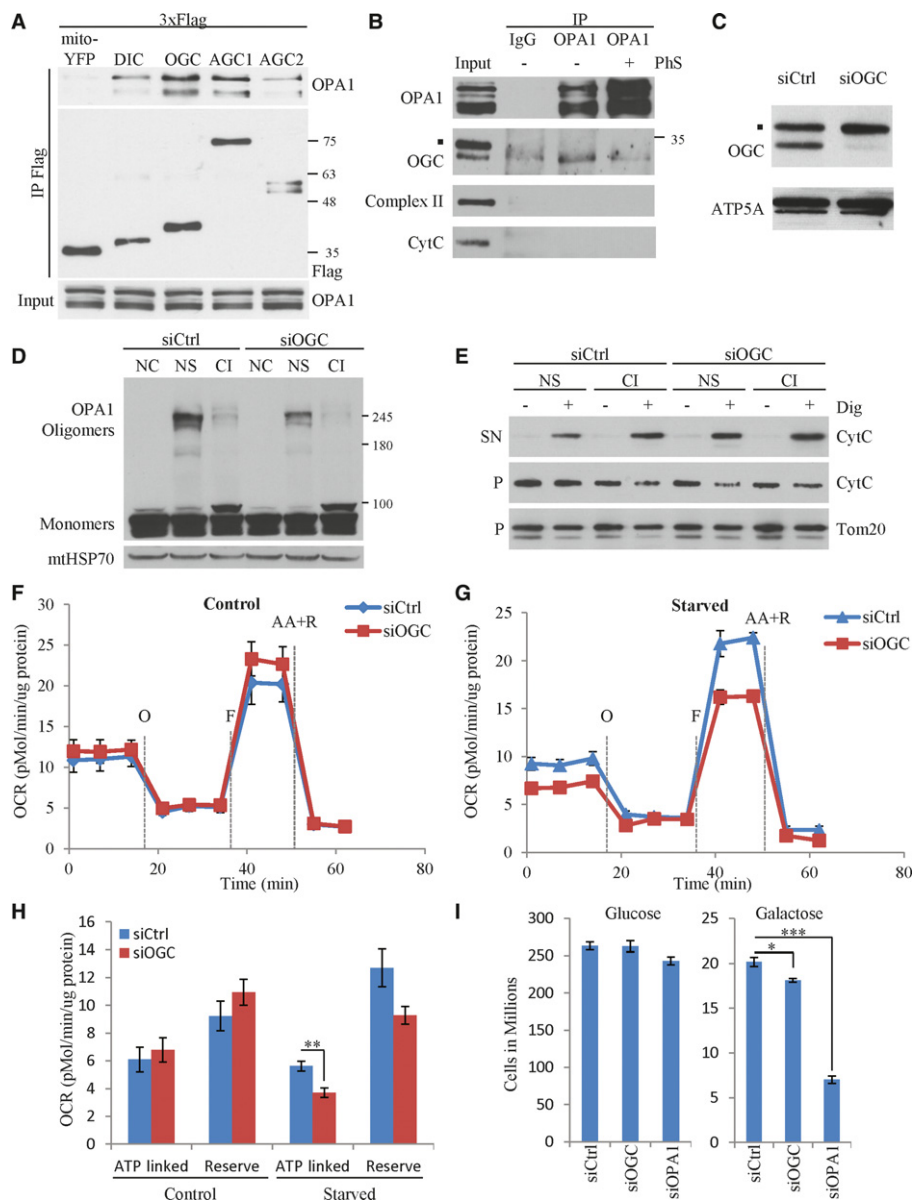 A
3xFlag
mito-
YFP DIC OGC AGC1 AGC2
OPA1
IP Flag
75
63
48
35
Flag
Input
OPA1
B
IP
IgG OPA1 OPA1
Input - - + PhS
OPA1
35
OGC
Complex II
CytC
C
siCtrl siOGC
OGC
ATP5A
D
siCtrl siOGC
NC NS CI NC NS CI
OPA1
Oligomers
245
180
100
Monomers
mtHSP70
E
siCtrl siOGC
NS CI NS CI
- + - + - + - + Dig
SN CytC
P CytC
P Tom20
F
Control
siCtrl
siOGC
AA+R
O
F
OCR (pMol/min/ug protein)
30
25
20
15
10
5
0
0 20 40 60 80
Time (min)
G
Starved
siCtrl
siOGC
AA+R
O
F
OCR (pMol/min/ug protein)
25
20
15
10
5
0
0 20 40 60 80
Time (min)
H
siCtrl
siOGC
OCR (pMol/min/ug protein)
16
14
12
10
8
6
4
2
0
**
ATP linked Reserve ATP linked Reserve
Control Starved
I
Glucose
Cells in Millions
300
250
200
150
100
50
0
siCtrl
siOGC
siOPA1
Galactose
25
20
15
10
5
0
***
*
siCtrl
siOGC
siOPA1